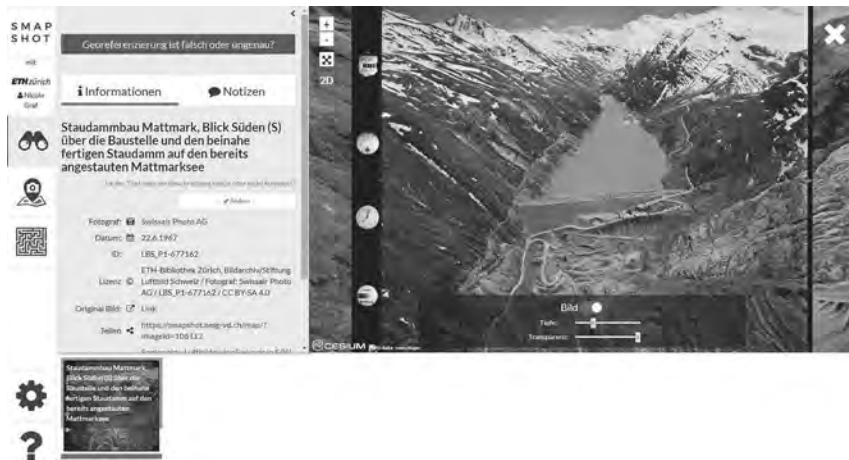 SMAP
SHOT
mit
ETH zürich
Nicole
Graf
Georeferenzierung ist falsch oder ungenau?
Informationen
Notizen
Staudammbau Mattmark, Blick Süden (S)
über die Baustelle und den beinahe
fertigen Staudamm auf den bereits
angestauten Mattmarksee
Fotograf: Swissair Photo AG
Datum: 22.6.1967
ID: LBS_P1-677162
Lizenz: © ETH-Bibliothek Zürich, Bildarchiv/Stiftung
Luftbild Schweiz / Fotograf: Swissair Photo
AG / LBS_P1-677162 / CC BY-SA 4.0
Original Bild: Link
Teilen
https://smapshot.heig-vd.ch/map/?
imageId=106112
+
-
2D
Bild
Tiefe:
Transparenz:
CESIUM
Staudammbau Mattmark,
Blick Süden (S) über die
Baustelle und den beinahe
fertigen Staudamm auf den
bereits angestauten
Mattmarksee
?